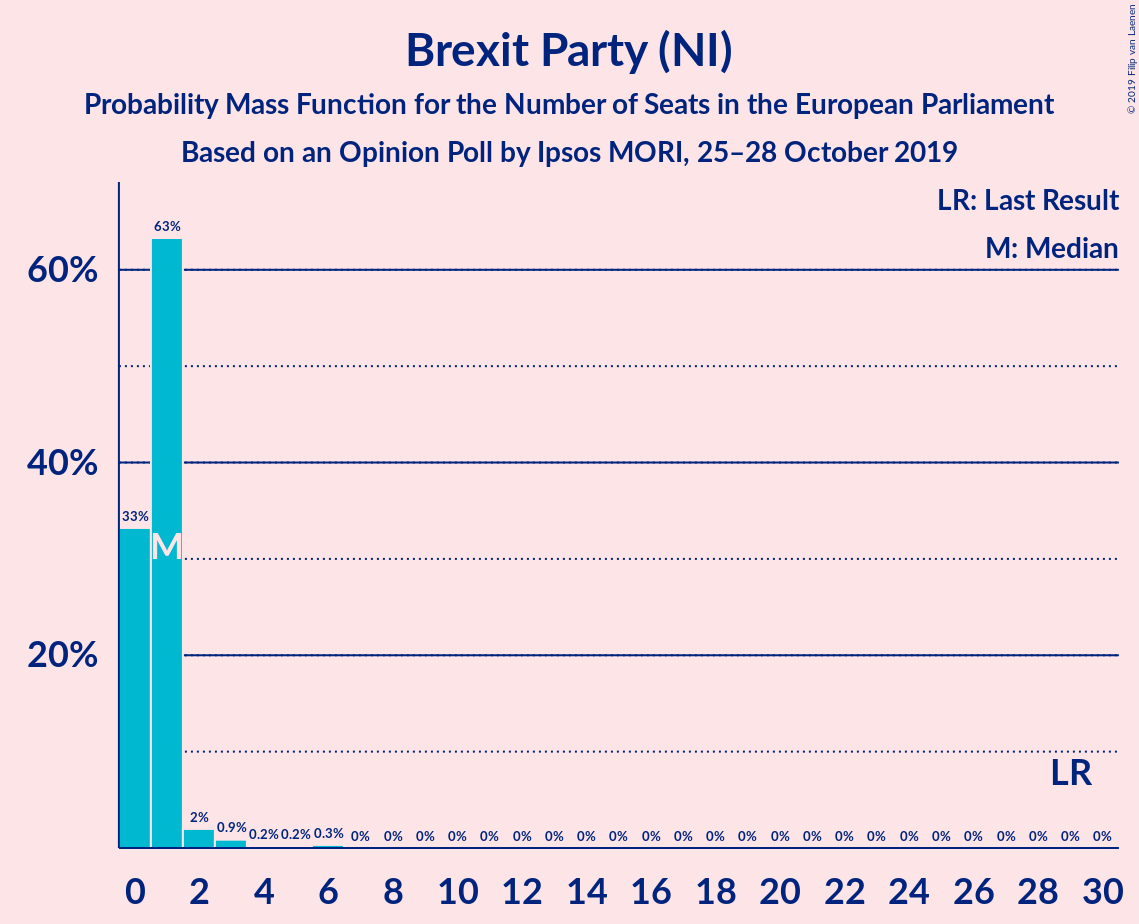 Brexit Party (NI)
Probability Mass Function for the Number of Seats in the European Parliament
Based on an Opinion Poll by Ipsos MORI, 25–28 October 2019
© 2019 Filip van Laenen
LR: Last Result
M: Median
63%
60%
40%
33%
M
20%
LR
2%
0.9%
0.2% 0.2% 0.3% 0% 0% 0% 0% 0% 0% 0% 0% 0% 0% 0% 0% 0% 0% 0% 0% 0% 0% 0% 0% 0% 0% 0%
0 2 4 6 8 10 12 14 16 18 20 22 24 26 28 30